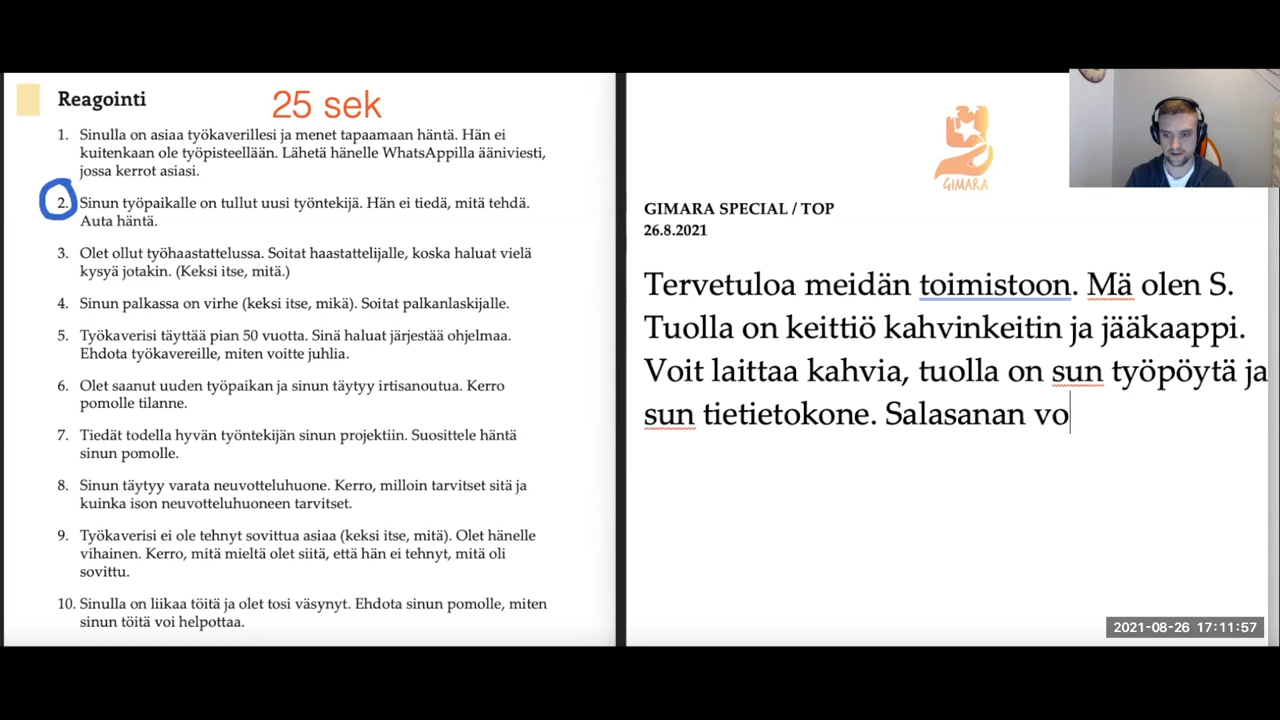 Reagointi
25 sek
1. Sinulla on asiaa työkaverillesi ja menet tapaamaan häntä. Hän ei
kuitenkaan ole työpisteellään. Lähetä hänelle WhatsAppilla ääniviesti,
jossa kerrot asiasi.
2. Sinun työpaikalle on tullut uusi työntekijä. Hän ei tiedä, mitä tehdä.
Auta häntä.
3. Olet ollut työhaastattelussa. Soitat haastattelijalle, koska haluat vielä
kysyä jotakin. (Keksi itse, mitä.)
4. Sinun palkassa on virhe (keksi itse, mikä). Soitat palkanlaskijalle.
5. Työkaverisi täyttää pian 50 vuotta. Sinä haluat järjestää ohjelmaa.
Ehdota työkavereille, miten voitte juhlia.
6. Olet saanut uuden työpaikan ja sinun täytyy irtisanoutua. Kerro
pomolle tilanne.
7. Tiedät todella hyvän työntekijän sinun projektiin. Suosittele häntä
sinun pomolle.
8. Sinun täytyy varata neuvotteluhuone. Kerro, milloin tarvitset sitä ja
kuinka ison neuvotteluhuoneen tarvitset.
9. Työkaverisi ei ole tehnyt sovittua asiaa (keksi itse, mitä). Olet hänelle
vihainen. Kerro, mitä mieltä olet siitä, että hän ei tehnyt, mitä oli
sovittu.
10. Sinulla on liikaa töitä ja olet tosi väsynyt. Ehdota sinun pomolle, miten
sinun töitä voi helpottaa.
GIMARA
GIMARA SPECIAL / TOP
26.8.2021
Tervetuloa meidän toimistoon. Mä olen S.
Tuolla on keittiö kahvinkeitin ja jääkaappi.
Voit laittaa kahvia, tuolla on sun työpöytä ja
sun tietietokone. Salasanan vo
2021-08-26 17:11:57